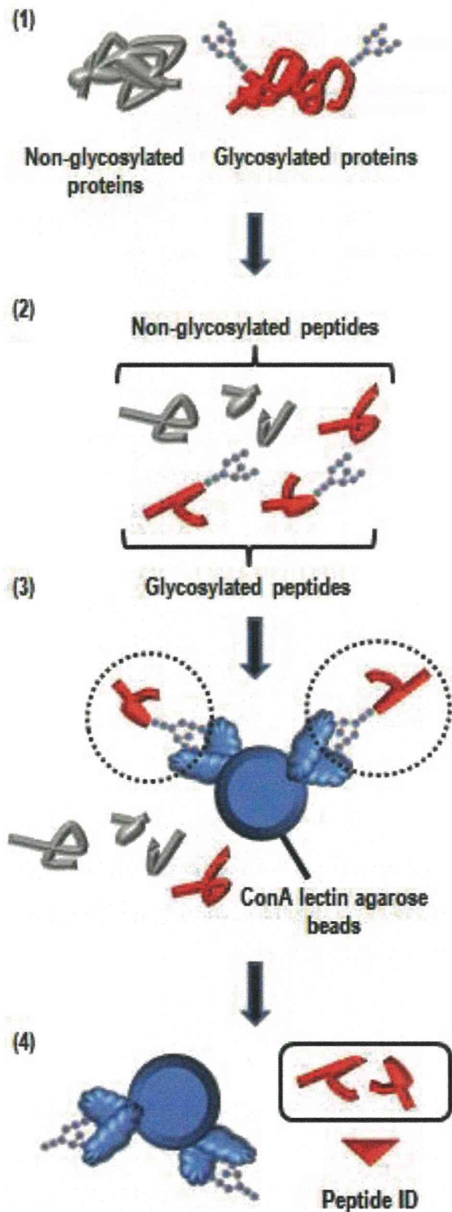 (1)
Non-glycosylated
proteins
Glycosylated proteins
(2)
Non-glycosylated peptides
Glycosylated peptides
(3)
ConA lectin agarose
beads
(4)
Peptide ID